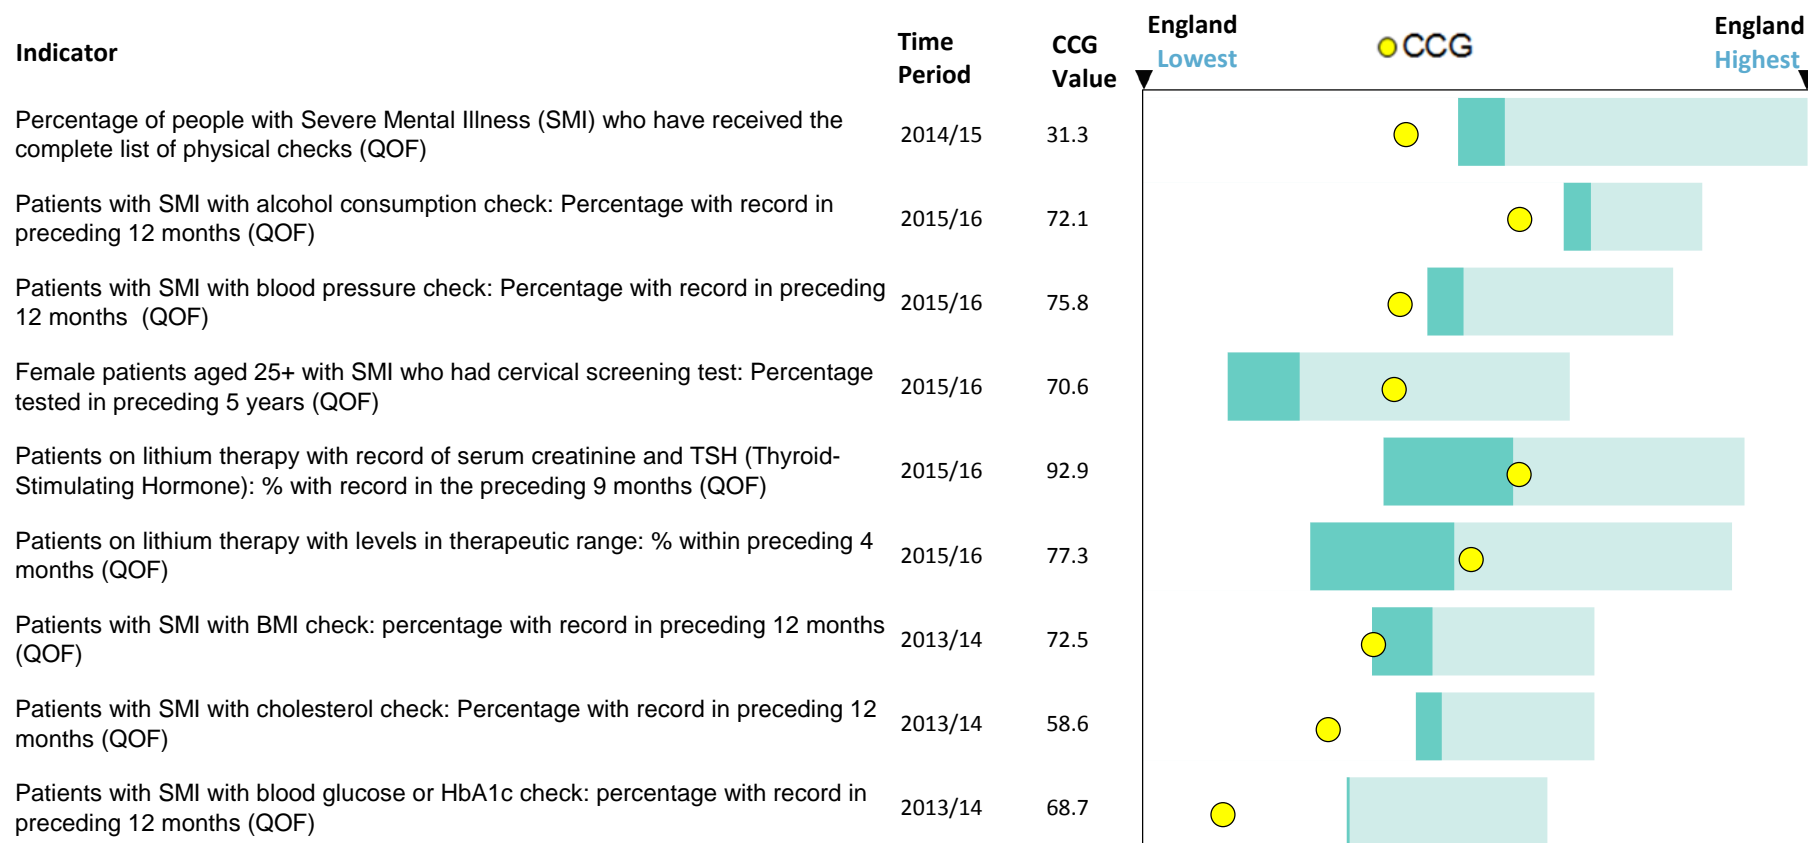 Indicator
Time
Period
CCG
Value
England
Lowest
CCG
England
Highest
Percentage of people with Severe Mental Illness (SMI) who have received the
complete list of physical checks (QOF)
2014/15
31.3
Patients with SMI with alcohol consumption check: Percentage with record in
preceding 12 months (QOF)
2015/16
72.1
Patients with SMI with blood pressure check: Percentage with record in preceding
12 months (QOF)
2015/16
75.8
Female patients aged 25+ with SMI who had cervical screening test: Percentage
tested in preceding 5 years (QOF)
2015/16
70.6
Patients on lithium therapy with record of serum creatinine and TSH (Thyroid-
Stimulating Hormone): % with record in the preceding 9 months (QOF)
2015/16
92.9
Patients on lithium therapy with levels in therapeutic range: % within preceding 4
months (QOF)
2015/16
77.3
Patients with SMI with BMI check: percentage with record in preceding 12 months
(QOF)
2013/14
72.5
Patients with SMI with cholesterol check: Percentage with record in preceding 12
months (QOF)
2013/14
58.6
Patients with SMI with blood glucose or HbA1c check: percentage with record in
preceding 12 months (QOF)
2013/14
68.7